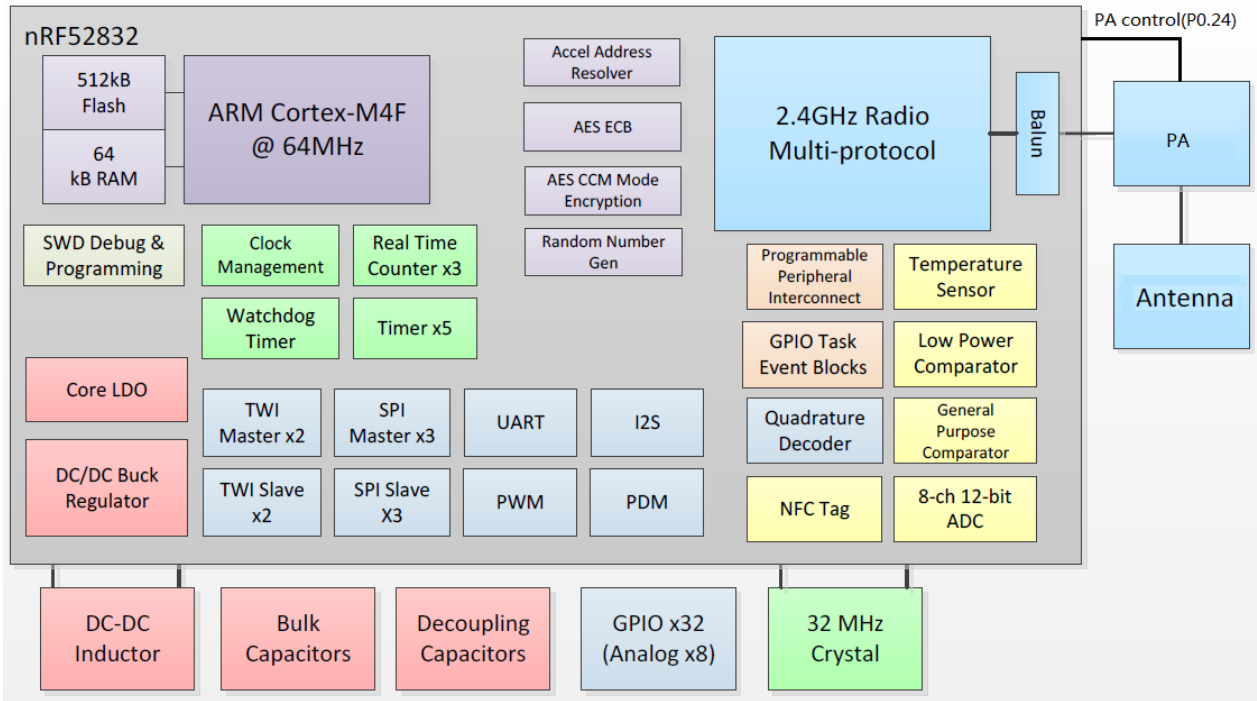 nRF52832
PA control(P0.24)
512kB
Flash
64
kB RAM
ARM Cortex-M4F
@ 64MHz
Accel Address
Resolver
AES ECB
AES CCM Mode
Encryption
Random Number
Gen
2.4GHz Radio
Multi-protocol
Balun
PA
Antenna
SWD Debug &
Programming
Clock
Management
Real Time
Counter x3
Watchdog
Timer
Timer x5
Programmable
Peripheral
Interconnect
Temperature
Sensor
GPIO Task
Event Blocks
Low Power
Comparator
Core LDO
DC/DC Buck
Regulator
TWI
Master x2
SPI
Master x3
UART
I2S
Quadrature
Decoder
General
Purpose
Comparator
TWI Slave
x2
SPI Slave
X3
PWM
PDM
NFC Tag
8-ch 12-bit
ADC
DC-DC
Inductor
Bulk
Capacitors
Decoupling
Capacitors
GPIO x32
(Analog x8)
32 MHz
Crystal